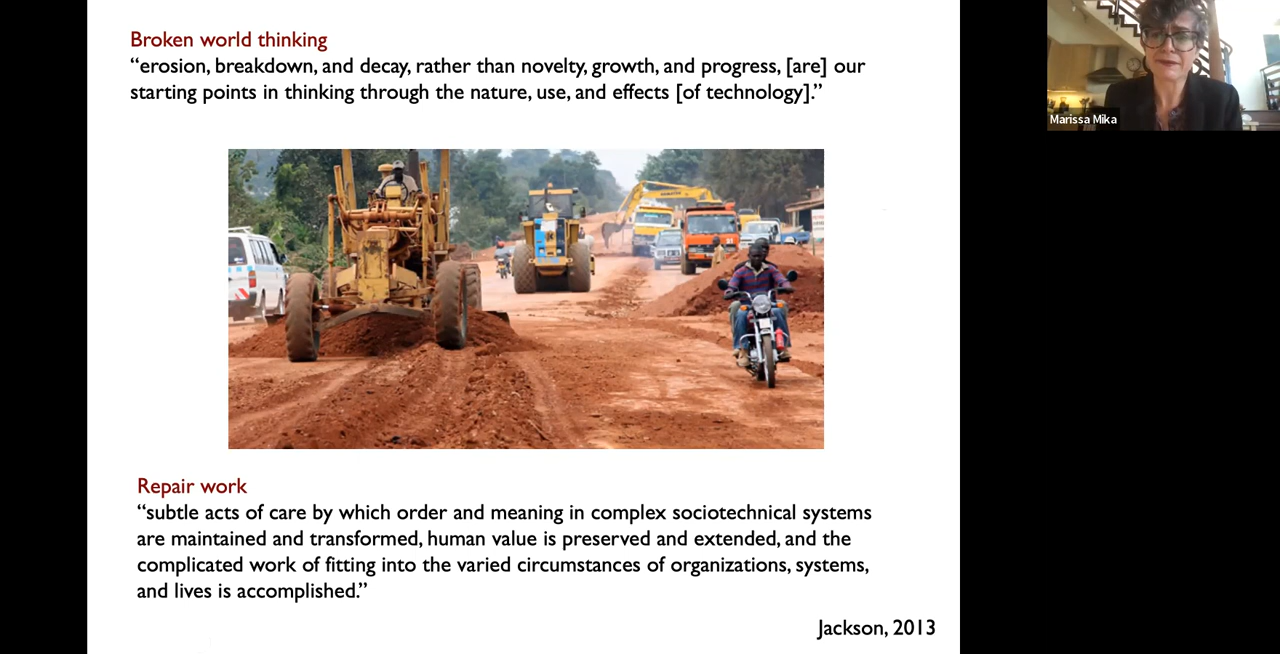 Broken world thinking
“erosion, breakdown, and decay, rather than novelty, growth, and progress, [are] our
starting points in thinking through the nature, use, and effects [of technology].”
Marissa Mika
KOMATSU
Repair work
“subtle acts of care by which order and meaning in complex sociotechnical systems
are maintained and transformed, human value is preserved and extended, and the
complicated work of fitting into the varied circumstances of organizations, systems,
and lives is accomplished.”
Jackson, 2013